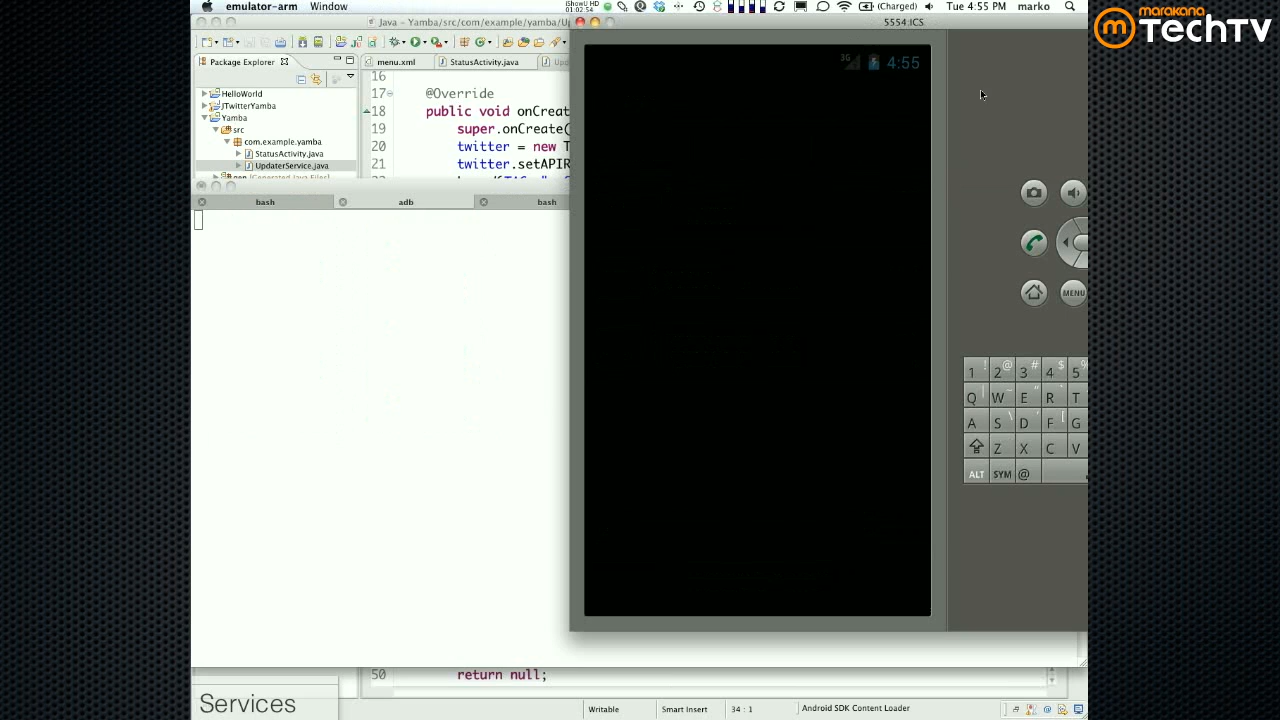 emulator-arm Window
iShowU HD
01:02:54
(Charged) Tue 4:55 PM marko
marakana
TechTV
Java – Yamba/src/com/example/yamba/Up
5554:ICS
Package Explorer
menu.xml
StatusActivity.java
Upd
HelloWorld
JTwitterYamba
Yamba
src
com.example.yamba
StatusActivity.java
UpdaterService.java
gen [Generated Java Files]
16
17 @Override
18 public void onCreat
19 super.onCreate(
20 twitter = new T
21 twitter.setAPIR
bash
adb
bash
3G 4:55
MENU
1 ! 2 @ 3 # 4 $ 5 %
Q | W ~ E " R ` T
A S \ D ' F [ G
Z X C V
ALT SYM @
50 return null;
Services
Writable
Smart Insert
34 : 1
Android SDK Content Loader